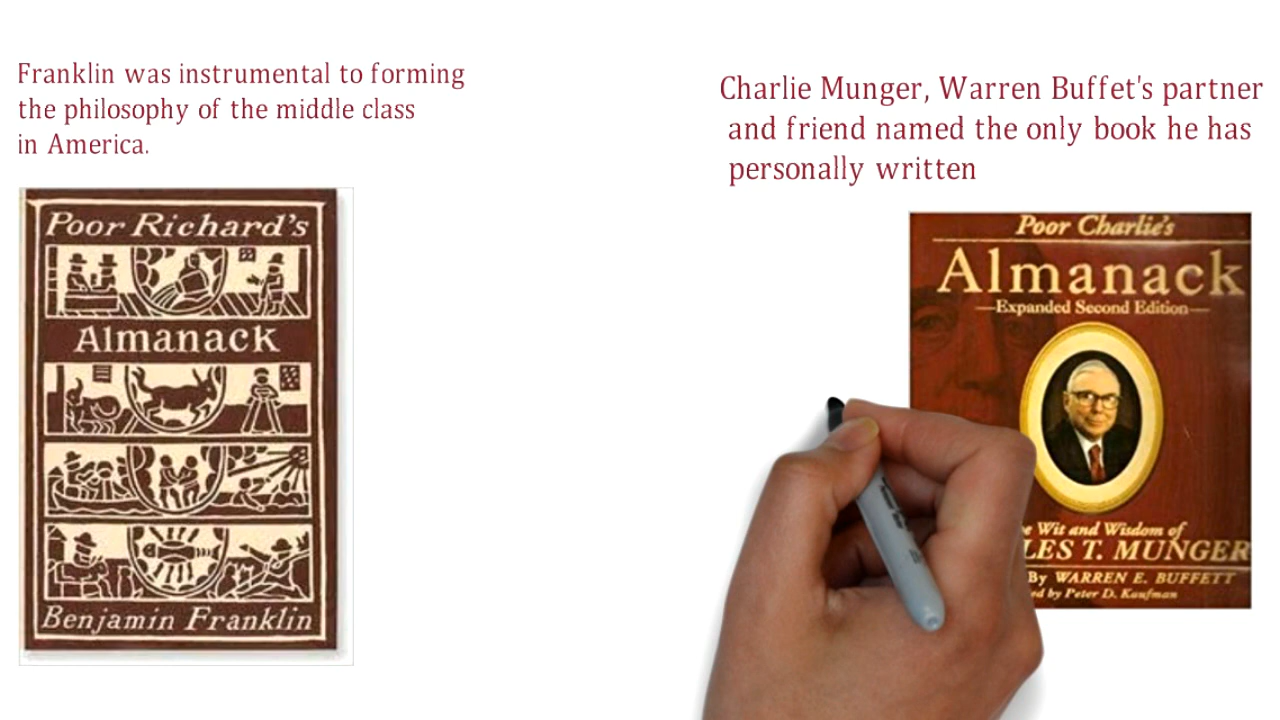 Franklin was instrumental to forming
the philosophy of the middle class
in America.
Poor Richard's
Almanack
Benjamin Franklin
Charlie Munger, Warren Buffet's partner
and friend named the only book he has
personally written
Poor Charlie's
Almanack
—Expanded Second Edition—
Wit and Wisdom of
T. MUNGER
By WARREN E. BUFFETT
by Peter D. Kaufman